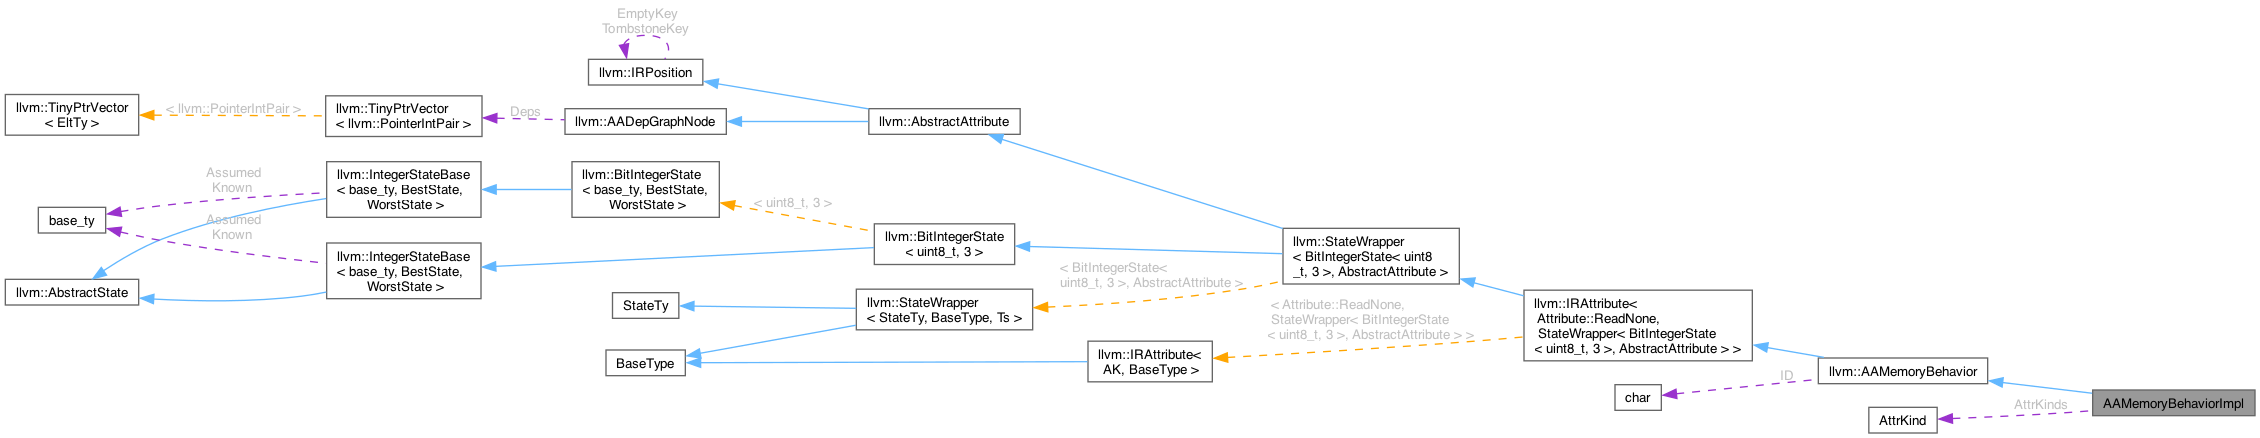 EmptyKey
TombstoneKey
llvm::IRPosition
llvm::TinyPtrVector
< EltTy >
< llvm::PointerIntPair >
llvm::TinyPtrVector
< llvm::PointerIntPair >
Deps
llvm::AADepGraphNode
llvm::AbstractAttribute
Assumed
Known
llvm::IntegerStateBase
< base_ty, BestState,
WorstState >
llvm::BitIntegerState
< base_ty, BestState,
WorstState >
< uint8_t, 3 >
base_ty
Assumed
Known
llvm::IntegerStateBase
< base_ty, BestState,
WorstState >
llvm::BitIntegerState
< uint8_t, 3 >
llvm::StateWrapper
< BitIntegerState< uint8
_t, 3 >, AbstractAttribute >
llvm::AbstractState
< BitIntegerState<
uint8_t, 3 >, AbstractAttribute >
StateTy
llvm::StateWrapper
< StateTy, BaseType, Ts >
< Attribute::ReadNone,
StateWrapper< BitIntegerState
< uint8_t, 3 >, AbstractAttribute > >
llvm::IRAttribute<
Attribute::ReadNone,
StateWrapper< BitIntegerState
< uint8_t, 3 >, AbstractAttribute > >
BaseType
llvm::IRAttribute<
AK, BaseType >
llvm::AAMemoryBehavior
ID
char
AttrKinds
AttrKind
AAMemoryBehaviorImpl